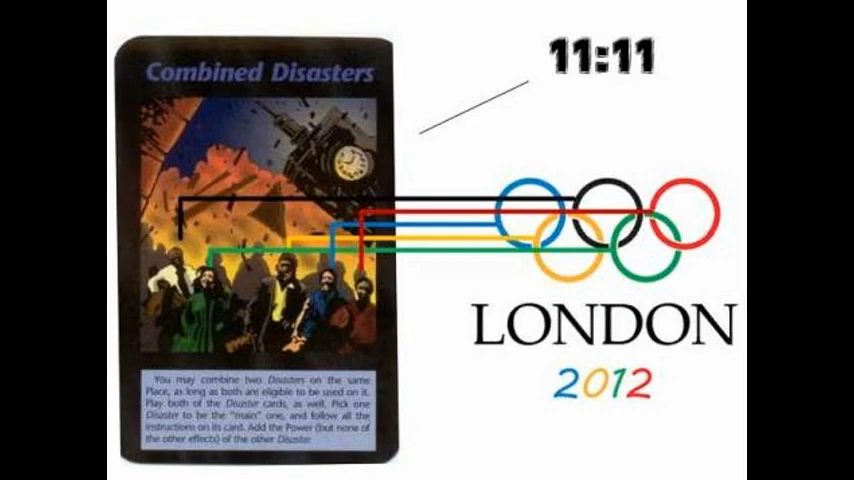 Combined Disasters
11:11
You may combine two Disasters on the same
Place, as long as both are eligible to be used on it.
Play both of the Disaster cards, as well. Pick one
Disaster to be the "main" one, and follow all the
instructions on its card. Add the Power (but none of
the other effects) of the other Disaster.
LONDON
2012